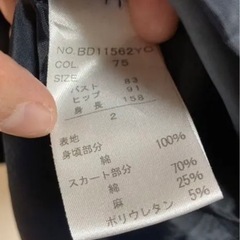 NO.BD11562YC
COL 75
SIZE
バスト 83
ヒップ 91
身長 158
2
表地
身頃部分
綿 100%
スカート部分
綿 70%
麻 25%
ポリウレタン 5%